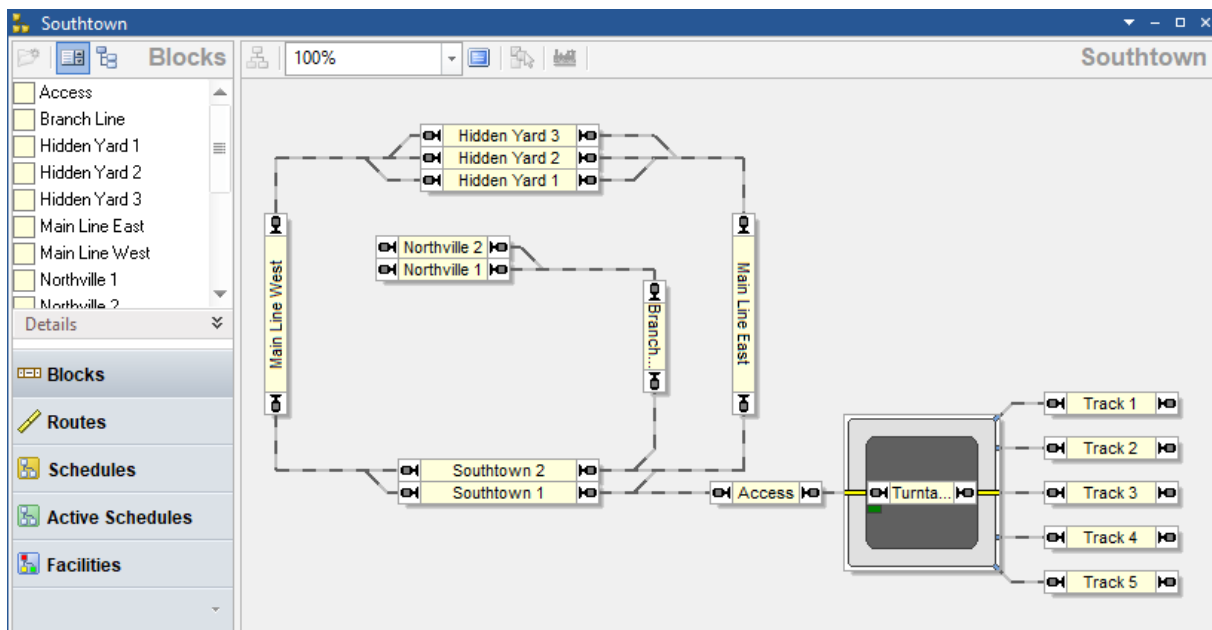 Southtown
Blocks
100%
Southtown
Access
Branch Line
Hidden Yard 1
Hidden Yard 2
Hidden Yard 3
Main Line East
Main Line West
Northville 1
Northville 2
Details
Blocks
Routes
Schedules
Active Schedules
Facilities
Hidden Yard 3
Hidden Yard 2
Hidden Yard 1
Northville 2
Northville 1
Main Line West
Branch...
Main Line East
Southtown 2
Southtown 1
Access
Turnta...
Track 1
Track 2
Track 3
Track 4
Track 5